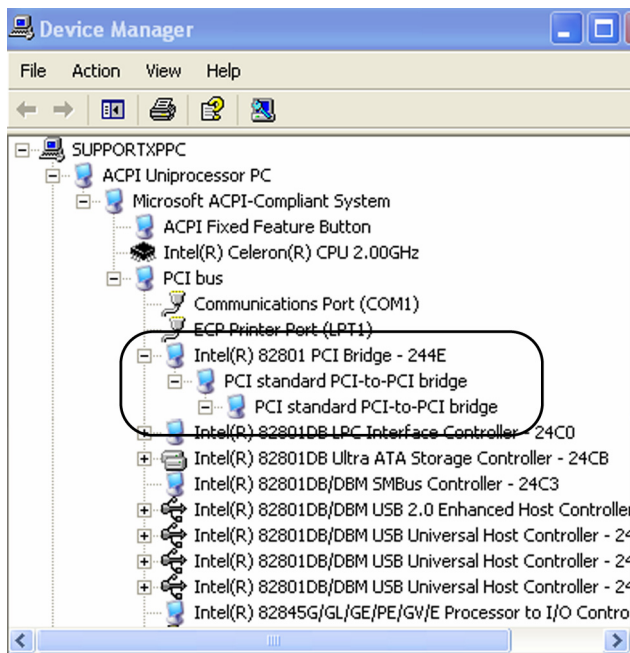 Device Manager
File Action View Help
SUPPORTXPPC
ACPI Uniprocessor PC
Microsoft ACPI-Compliant System
ACPI Fixed Feature Button
Intel(R) Celeron(R) CPU 2.00GHz
PCI bus
Communications Port (COM1)
ECP Printer Port (LPT1)
Intel(R) 82801 PCI Bridge - 244E
PCI standard PCI-to-PCI bridge
PCI standard PCI-to-PCI bridge
Intel(R) 82801DB LPC Interface Controller - 24C0
Intel(R) 82801DB Ultra ATA Storage Controller - 24CB
Intel(R) 82801DB/DBM SMBus Controller - 24C3
Intel(R) 82801DB/DBM USB 2.0 Enhanced Host Controller
Intel(R) 82801DB/DBM USB Universal Host Controller - 24
Intel(R) 82801DB/DBM USB Universal Host Controller - 24
Intel(R) 82801DB/DBM USB Universal Host Controller - 24
Intel(R) 82845G/GL/GE/PE/GV/E Processor to I/O Contro